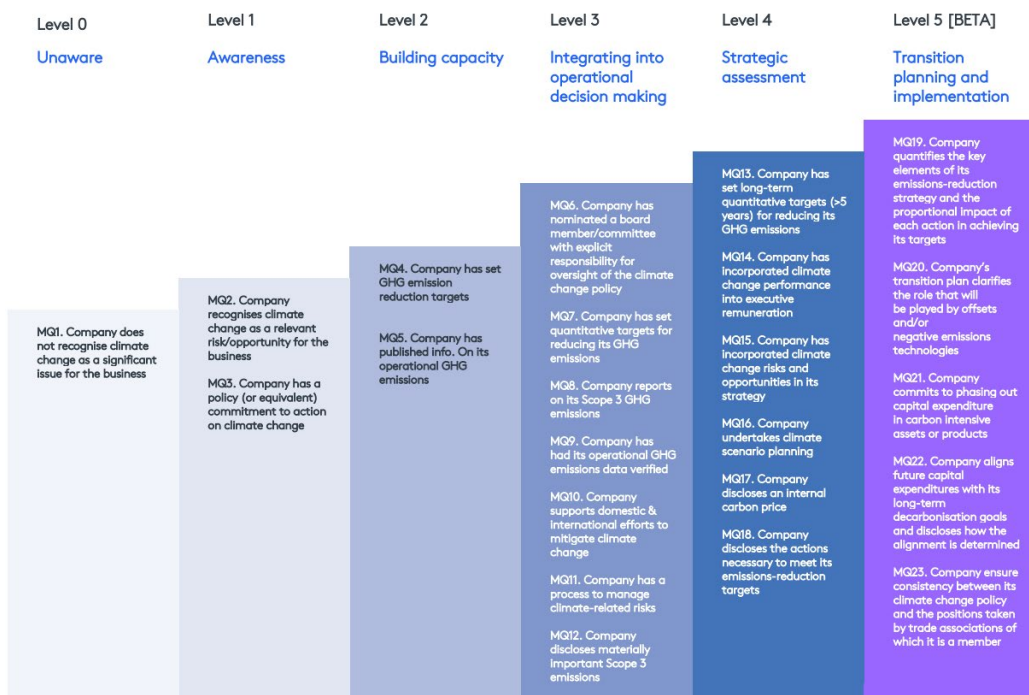 Level 0
Unaware
MQ1. Company does
not recognise climate
change as a significant
issue for the business
Level 1
Awareness
MQ2. Company
recognises climate
change as a relevant
risk/opportunity for the
business
MQ3. Company has a
policy (or equivalent)
commitment to action
on climate change
Level 2
Building capacity
MQ4. Company has set
GHG emission
reduction targets
MQ5. Company has
published info. On its
operational GHG
emissions
Level 3
Integrating into
operational
decision making
MQ6. Company has
nominated a board
member/committee
with explicit
responsibility for
oversight of the climate
change policy
MQ7. Company has set
quantitative targets for
reducing its GHG
emissions
MQ8. Company reports
on its Scope 3 GHG
emissions
MQ9. Company has
had its operational GHG
emissions data verified
MQ10. Company
supports domestic &
international efforts to
mitigate climate
change
MQ11. Company has a
process to manage
climate-related risks
MQ12. Company
discloses materially
important Scope 3
emissions
Level 4
Strategic
assessment
MQ13. Company has
set long-term
quantitative targets (>5
years) for reducing its
GHG emissions
MQ14. Company has
incorporated climate
change performance
into executive
remuneration
MQ15. Company has
incorporated climate
change risks and
opportunities in its
strategy
MQ16. Company
undertakes climate
scenario planning
MQ17. Company
discloses an internal
carbon price
MQ18. Company
discloses the actions
necessary to meet its
emissions-reduction
targets
Level 5 [BETA]
Transition
planning and
implementation
MQ19. Company
quantifies the key
elements of its
emissions-reduction
strategy and the
proportional impact of
each action in achieving
its targets
MQ20. Company's
transition plan clarifies
the role that will
be played by offsets
and/or
negative emissions
technologies
MQ21. Company
commits to phasing out
capital expenditure
in carbon intensive
assets or products
MQ22. Company aligns
future capital
expenditures with its
long-term
decarbonisation goals
and discloses how the
alignment is determined
MQ23. Company ensure
consistency between its
climate change policy
and the positions taken
by trade associations of
which it is a member